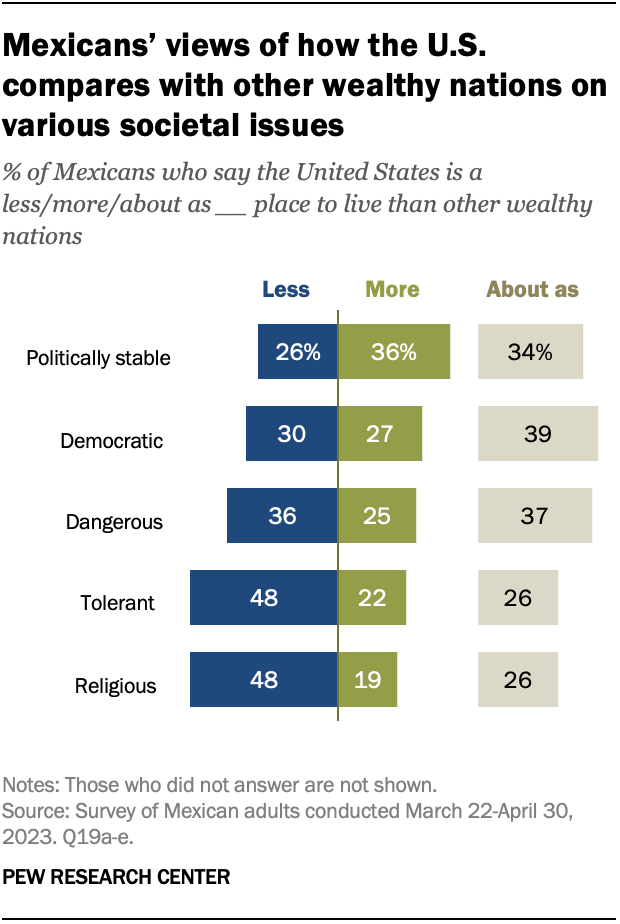 Mexicans’ views of how the U.S.
compares with other wealthy nations on
various societal issues
% of Mexicans who say the United States is a
less/more/about as __ place to live than other wealthy
nations
Less More About as
Politically stable 26% 36% 34%
Democratic 30 27 39
Dangerous 36 25 37
Tolerant 48 22 26
Religious 48 19 26
Notes: Those who did not answer are not shown.
Source: Survey of Mexican adults conducted March 22-April 30,
2023. Q19a-e.
PEW RESEARCH CENTER